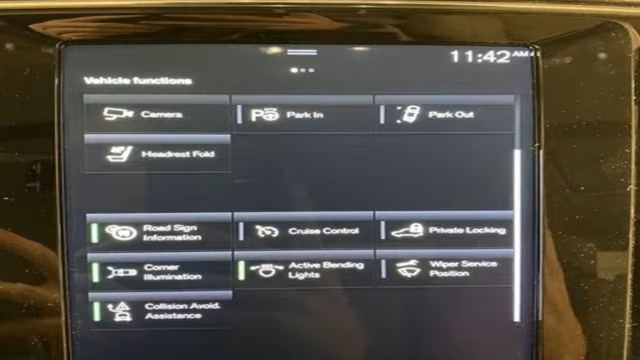 11:42 AM
Vehicle functions
Camera
Park In
Park Out
Headrest Fold
Road Sign
Information
Cruise Control
Private Locking
Corner
Illumination
Active Bending
Lights
Wiper Service
Position
Collision Avoid.
Assistance